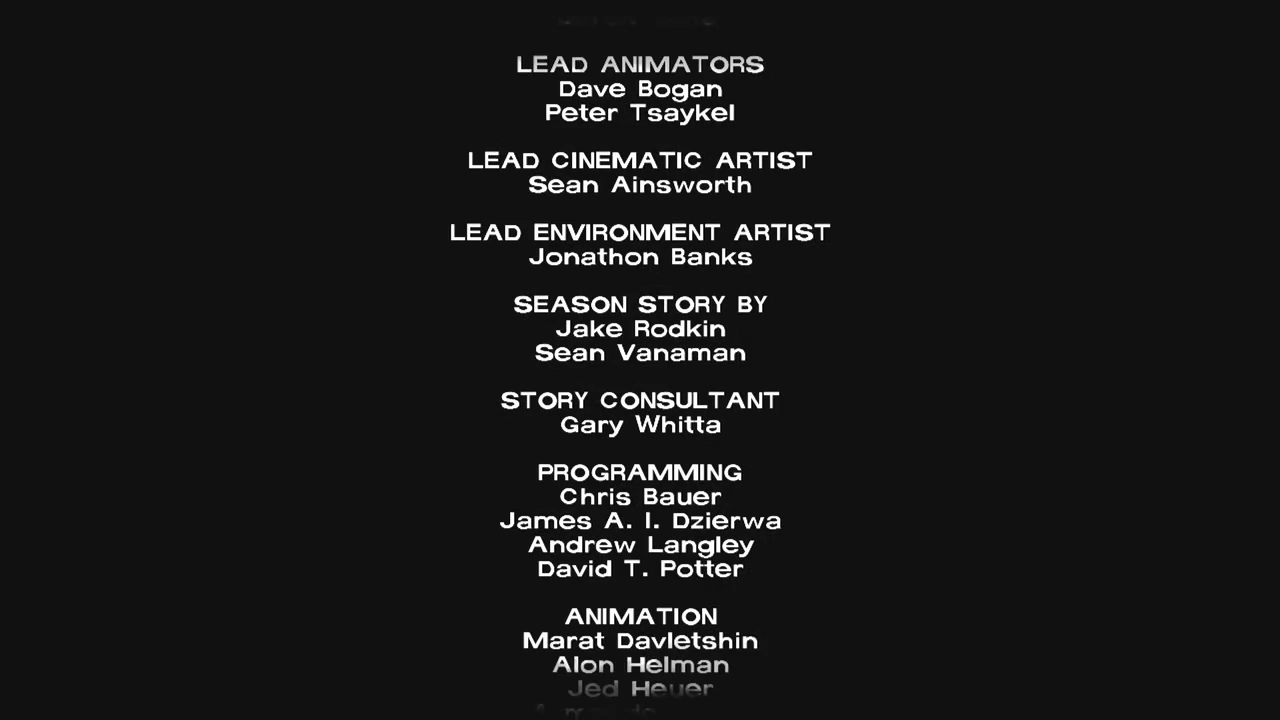 LEAD ANIMATORS
Dave Bogan
Peter Tsaykel
LEAD CINEMATIC ARTIST
Sean Ainsworth
LEAD ENVIRONMENT ARTIST
Jonathon Banks
SEASON STORY BY
Jake Rodkin
Sean Vanaman
STORY CONSULTANT
Gary Whitta
PROGRAMMING
Chris Bauer
James A. I. Dzierwa
Andrew Langley
David T. Potter
ANIMATION
Marat Davletshin
Alon Helman
Jed Heuer